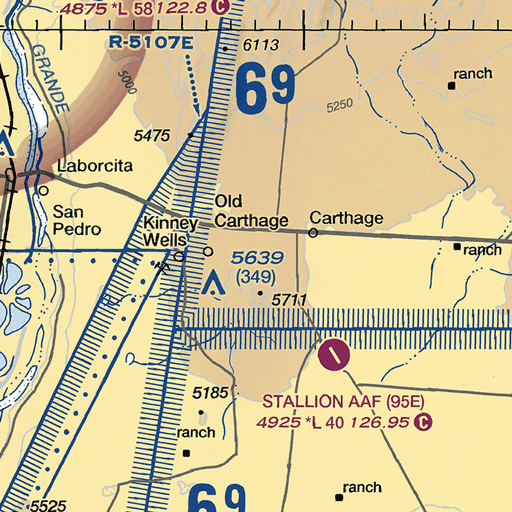 4875 *L 58 122.8 C
R-5107E
6113
69
ranch
GRANDE
5000
5250
5475
Laborcita
San
Pedro
Old
Carthage
Kinney
Wells
Carthage
ranch
5639
(349)
5711
STALLION AAF (95E)
4925 *L 40 126.95 C
5185
ranch
69
ranch
5525